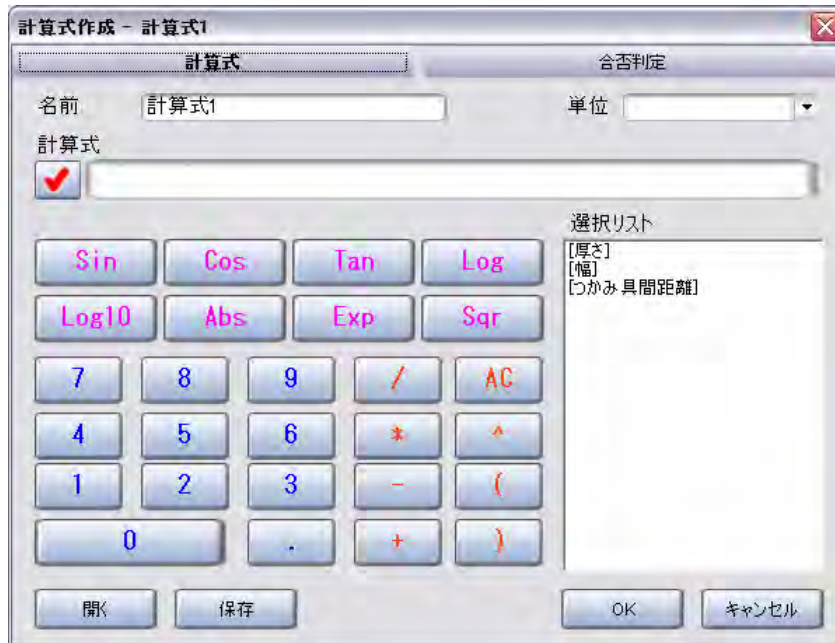 計算式作成 - 計算式1
計算式 合否判定
名前 計算式1 単位
計算式
選択リスト
[厚さ]
[幅]
[つかみ具間距離]
Sin Cos Tan Log
Log10 Abs Exp Sqr
7 8 9 / AC
4 5 6 * ^
1 2 3 - (
0 . + )
開く 保存 OK キャンセル